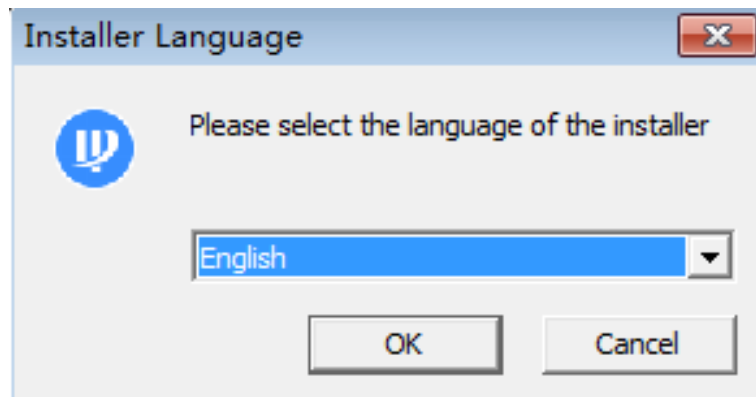 Installer Language
Please select the language of the installer
English
OK
Cancel